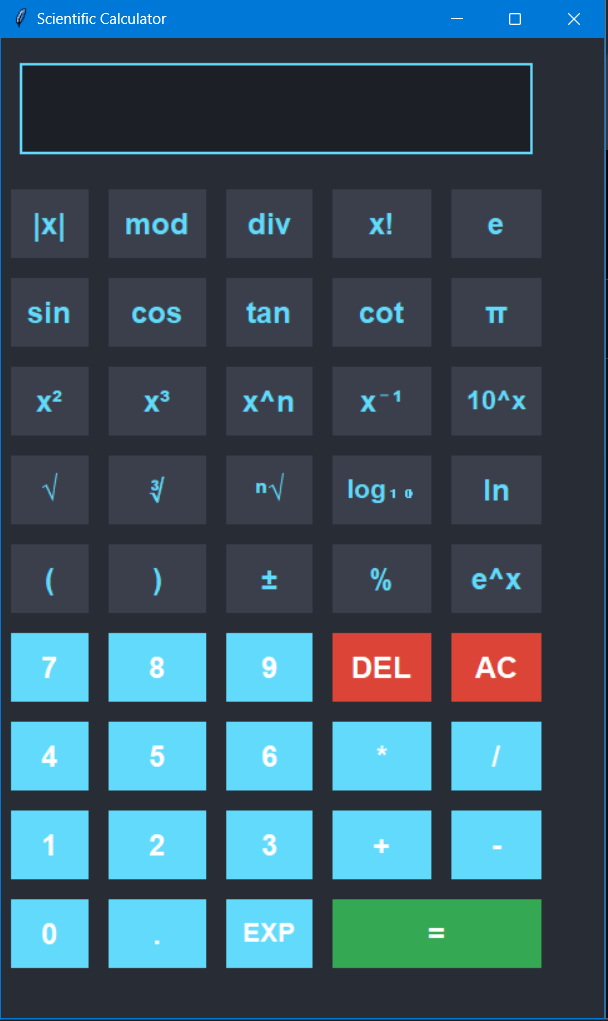 Scientific Calculator
|x| mod div x! e
sin cos tan cot π
x² x³ x^n x⁻¹ 10^x
√ ∛ ⁿ√ log₁₀ ln
( ) ± % e^x
7 8 9 DEL AC
4 5 6 * /
1 2 3 + -
0 . EXP =